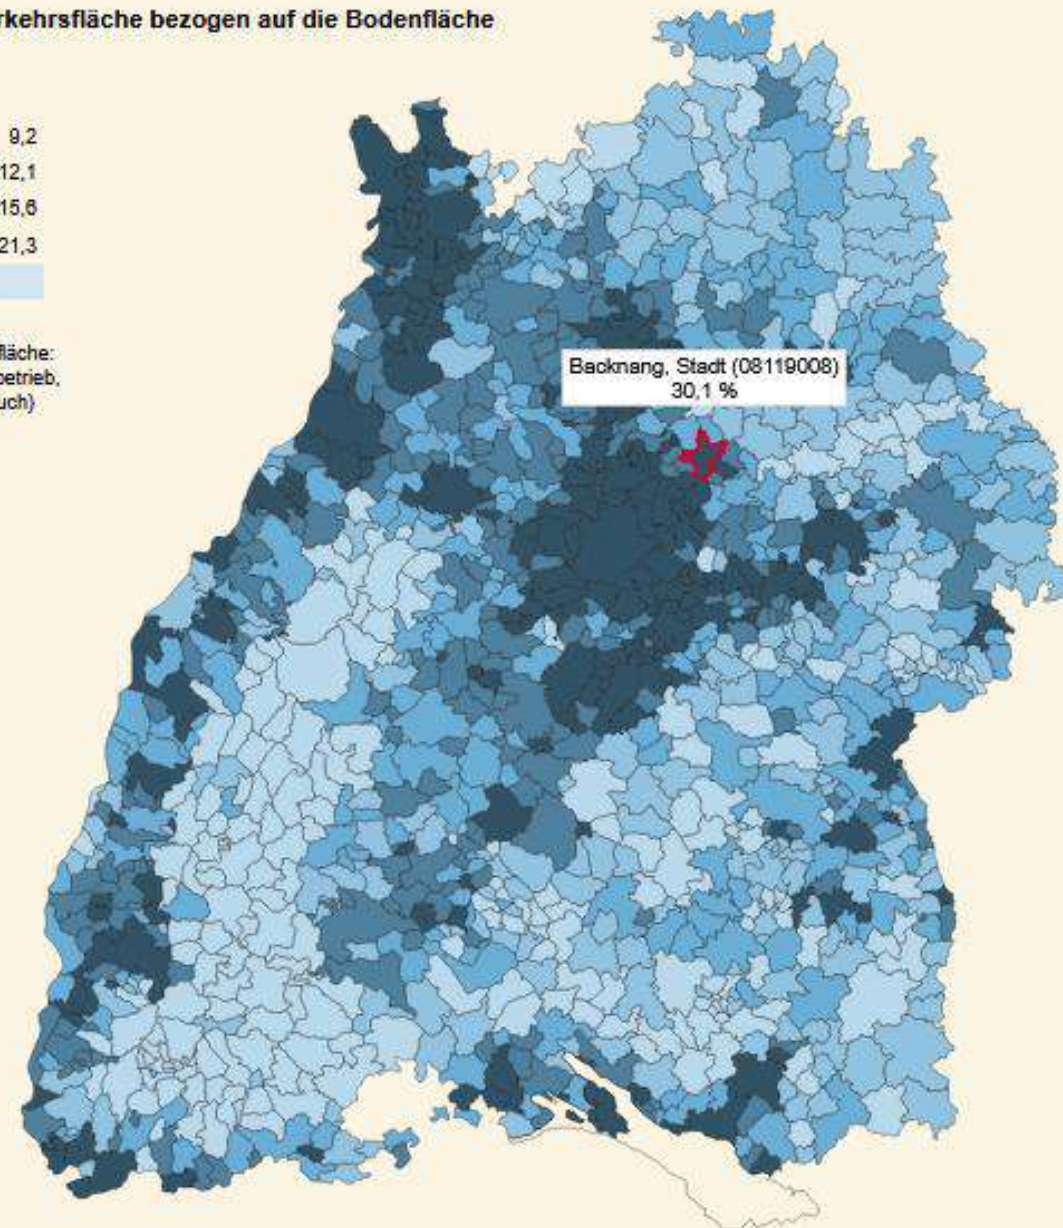 rkehrsfläche bezogen auf die Bodenfläche
9,2
12,1
15,6
21,3
fläche:
betrieb,
uch)
Backnang, Stadt (08119008)
30,1 %